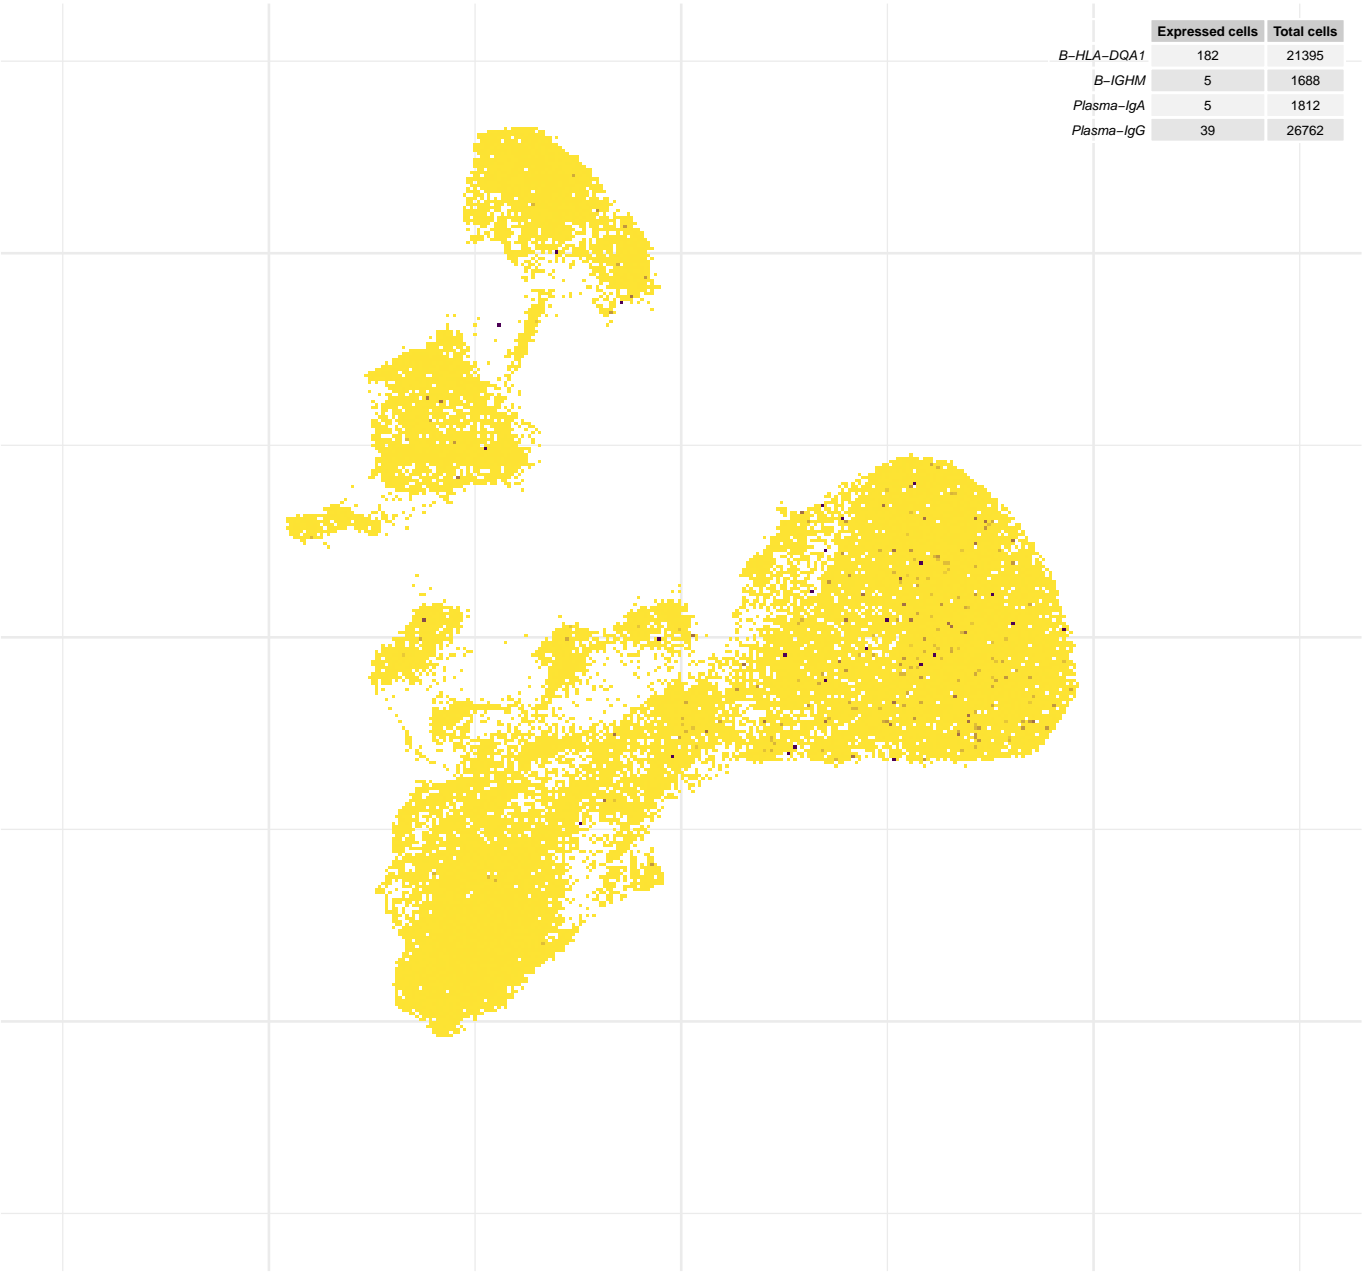 Expressed cells Total cells
B−HLA−DQA1 182 21395
B−IGHM 5 1688
Plasma−IgA 5 1812
Plasma−IgG 39 26762